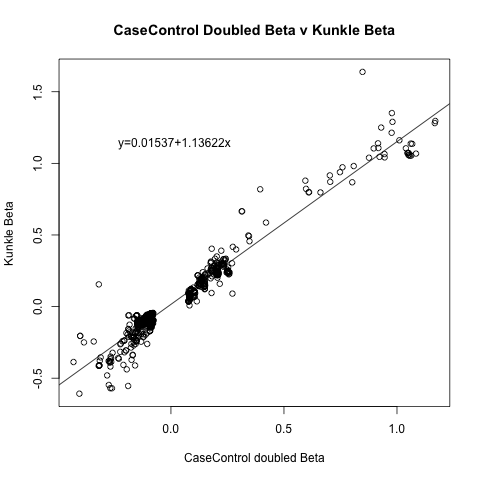 CaseControl Doubled Beta v Kunkle Beta
y=0.01537+1.13622x
Kunkle Beta
1.5
1.0
0.5
0.0
-0.5
0.0 0.5 1.0
CaseControl doubled Beta